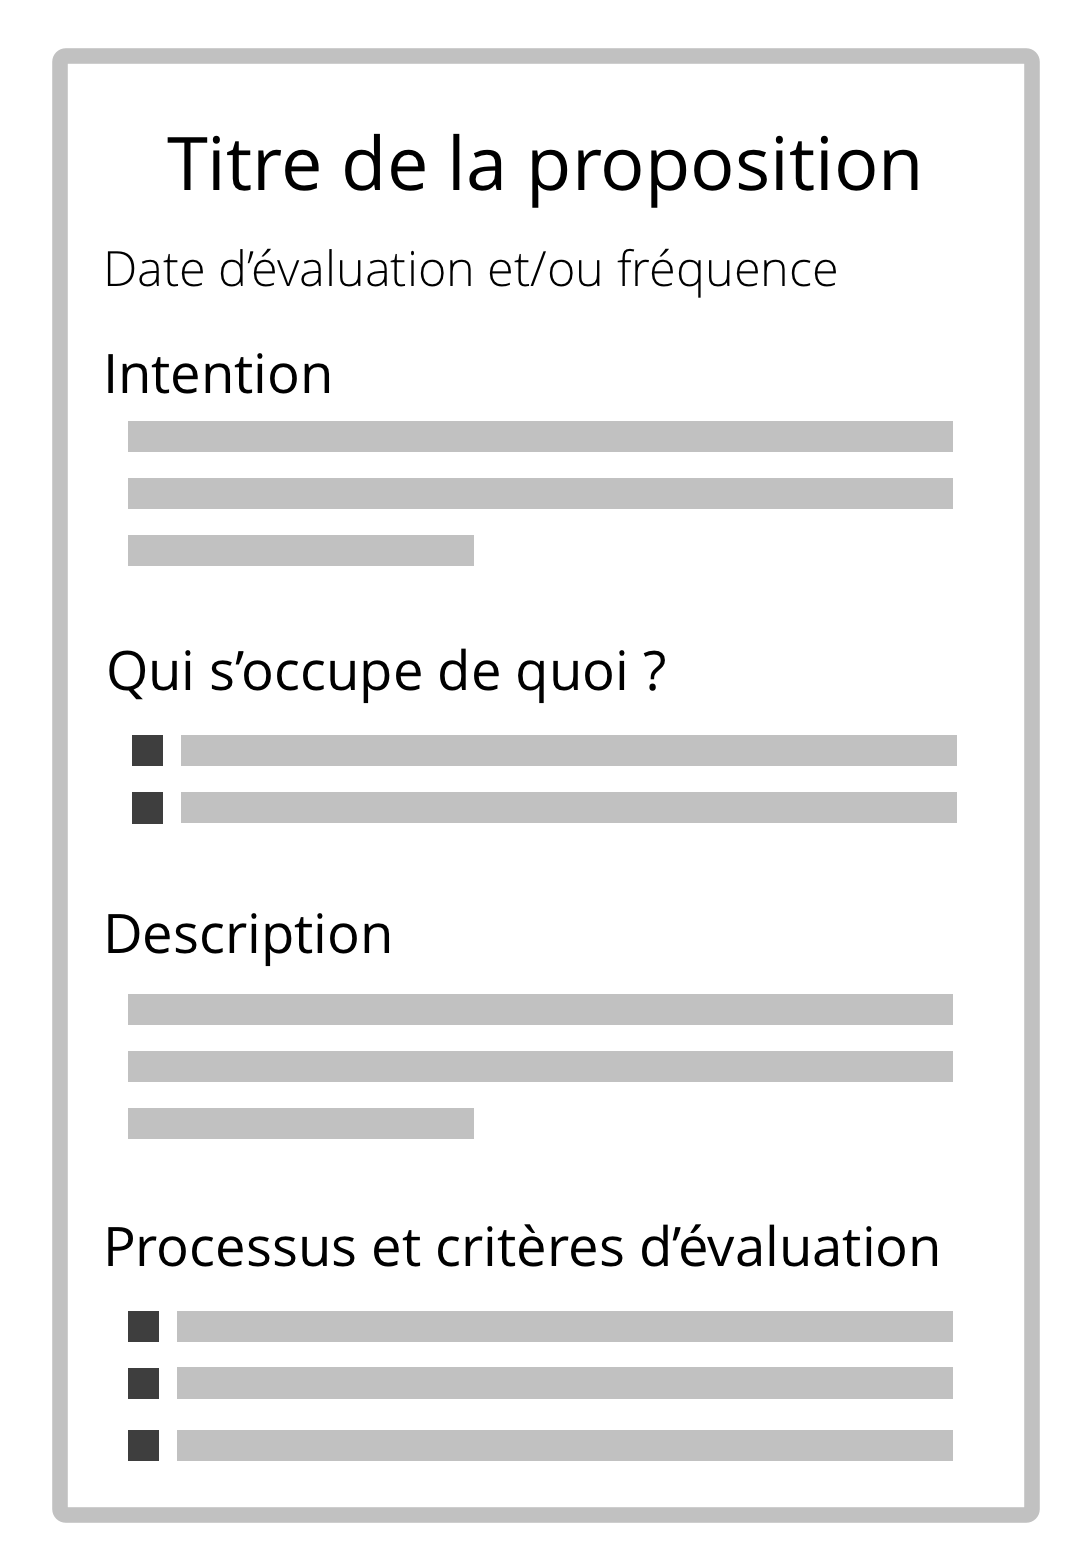 Titre de la proposition
Date d’évaluation et/ou fréquence
Intention
Qui s’occupe de quoi ?
Description
Processus et critères d’évaluation